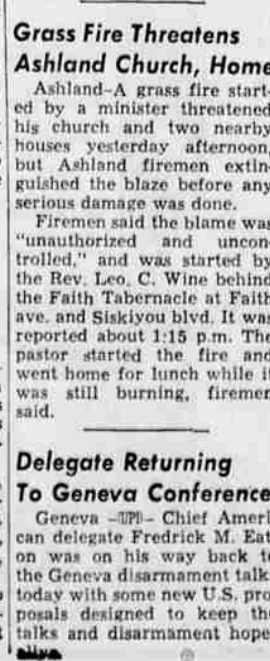 Grass Fire Threatens
Ashland Church, Home
Ashland-A grass fire start-
ed by a minister threatened
his church and two nearby
houses yesterday afternoon,
but Ashland firemen extin-
guished the blaze before any
serious damage was done.
Firemen said the blame was
"unauthorized and uncon-
trolled," and was started by
the Rev. Leo, C. Wine behind
the Faith Tabernacle at Faith
ave. and Siskiyou blvd. It was
reported about 1:15 p.m. The
pastor started the fire and
went home for lunch while it
was still burning, firemen
said.
Delegate Returning
To Geneva Conference
Geneva -UPI- Chief Ameri
can delegate Fredrick M. Eat
on was on his way back to
the Geneva disarmament talk
today with some new U.S. pro
posals designed to keep the
talks and disarmament hope
alive